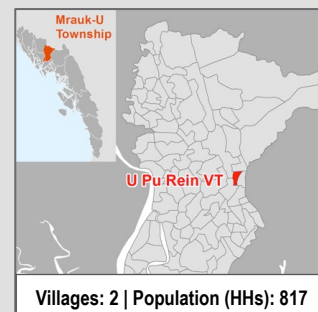 Mrauk-U
Township
U Pu Rein VT
Villages: 2 | Population (HHs): 817